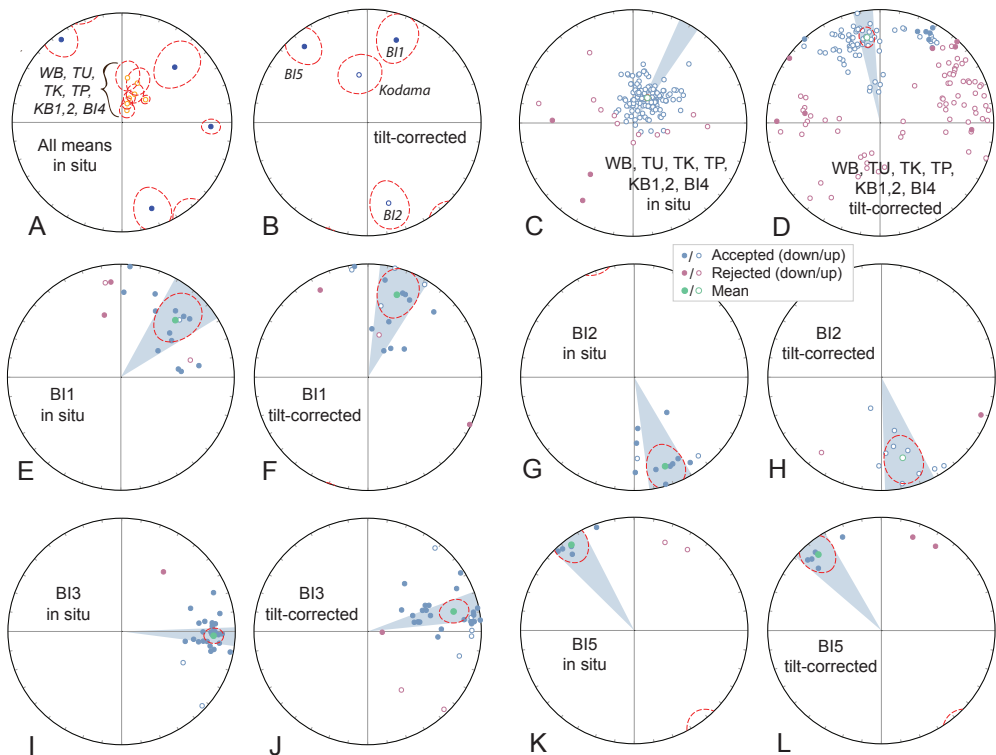 WB, TU,
TK, TP,
KB1,2, BI4
All means
in situ
A
BI5
BI1
Kodama
tilt-corrected
BI2
B
WB, TU, TK, TP,
KB1,2, BI4
in situ
C
WB, TU, TK, TP,
KB1,2, BI4
tilt-corrected
D
Accepted (down/up)
Rejected (down/up)
Mean
BI1
in situ
E
BI1
tilt-corrected
F
BI2
in situ
G
BI2
tilt-corrected
H
BI3
in situ
I
BI3
tilt-corrected
J
BI5
in situ
K
BI5
tilt-corrected
L